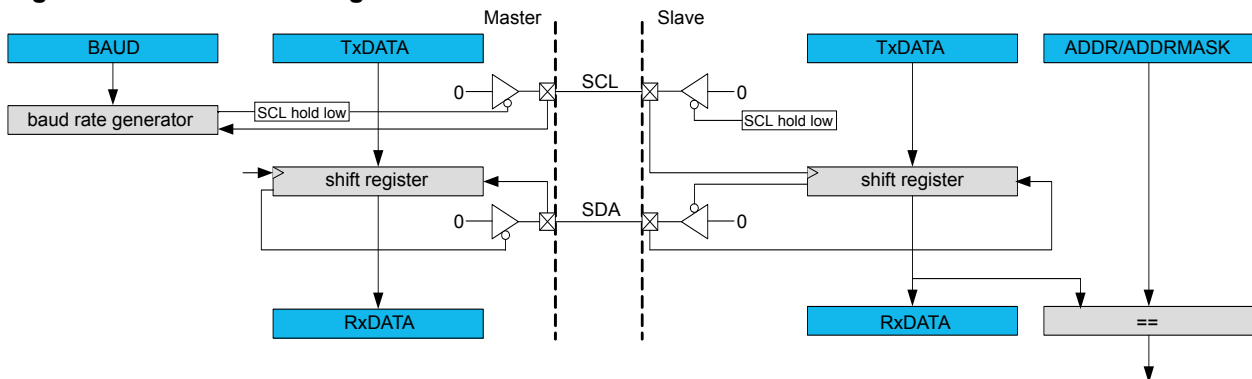 Master Slave
BAUD TxDATA TxDATA ADDR/ADDRMASK
0 SCL 0
baud rate generator SCL hold low SCL hold low
shift register shift register
0 SDA 0
RxDATA RxDATA ==